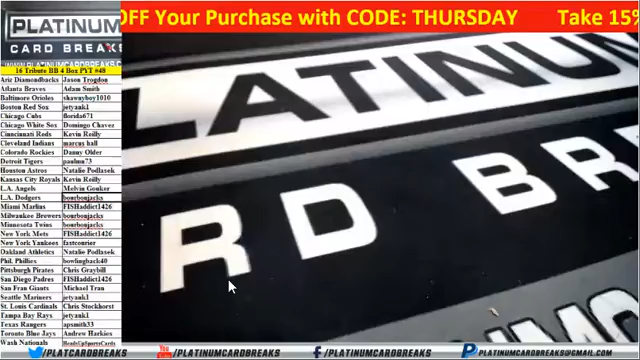 OFF Your Purchase with CODE: THURSDAY Take 15%
PLATINUM
CARD BREAKS
16 Tribute BB 4 Box PYT #48
Ariz Diamondbacks Jason Trogdon
Atlanta Braves Adam Smith
Baltimore Orioles shawnyboy1010
Boston Red Sox jetyank1
Chicago Cubs florida671
Chicago White Sox Domingo Chavez
Cincinnati Reds Kevin Reilly
Cleveland Indians marcus hall
Colorado Rockies Danny Older
Detroit Tigers paulnu73
Houston Astros Natalie Podlasek
Kansas City Royals Kevin Reilly
L.A. Angels Melvin Gouker
L.A. Dodgers bourbonjacks
Miami Marlins FISHaddict1426
Milwaukee Brewers bourbonjacks
Minnesota Twins bourbonjacks
New York Mets FISHaddict1426
New York Yankees fastcourier
Oakland Athletics Natalie Podlasek
Phil. Phillies bowlingback40
Pittsburgh Pirates Chris Graybill
San Diego Padres FISHaddict1426
San Fran Giants Michael Tran
Seattle Mariners jetyank1
St. Louis Cardinals Chris Stockhorst
Tampa Bay Rays jetyank1
Texas Rangers apsmith33
Toronto Blue Jays Andrew Harkies
Wash Nationals HeadsUpSportsCards
LATINUM
RD BR
/PLATCARDBREAKS /PLATINUMCARDBREAKS /PLATINUMCARDBREAKS PLATINUMCARDBREAKS@GMAIL.COM